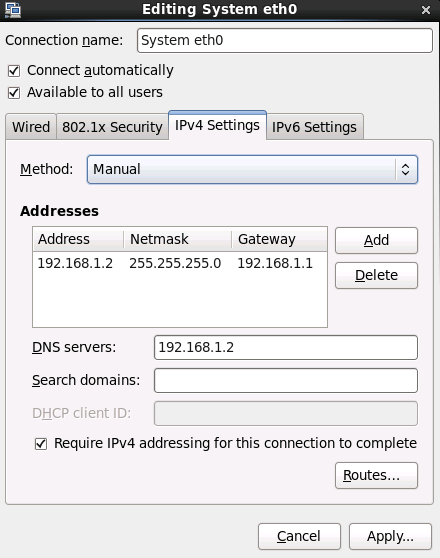 Editing System eth0
Connection name: System eth0
Connect automatically
Available to all users
Wired 802.1x Security IPv4 Settings IPv6 Settings
Method: Manual
Addresses
Address Netmask Gateway
192.168.1.2 255.255.255.0 192.168.1.1
Add
Delete
DNS servers: 192.168.1.2
Search domains:
DHCP client ID:
Require IPv4 addressing for this connection to complete
Routes...
Cancel Apply...